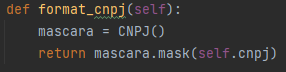 def format_cnpj(self):
    mascara = CNPJ()
    return mascara.mask(self.cnpj)